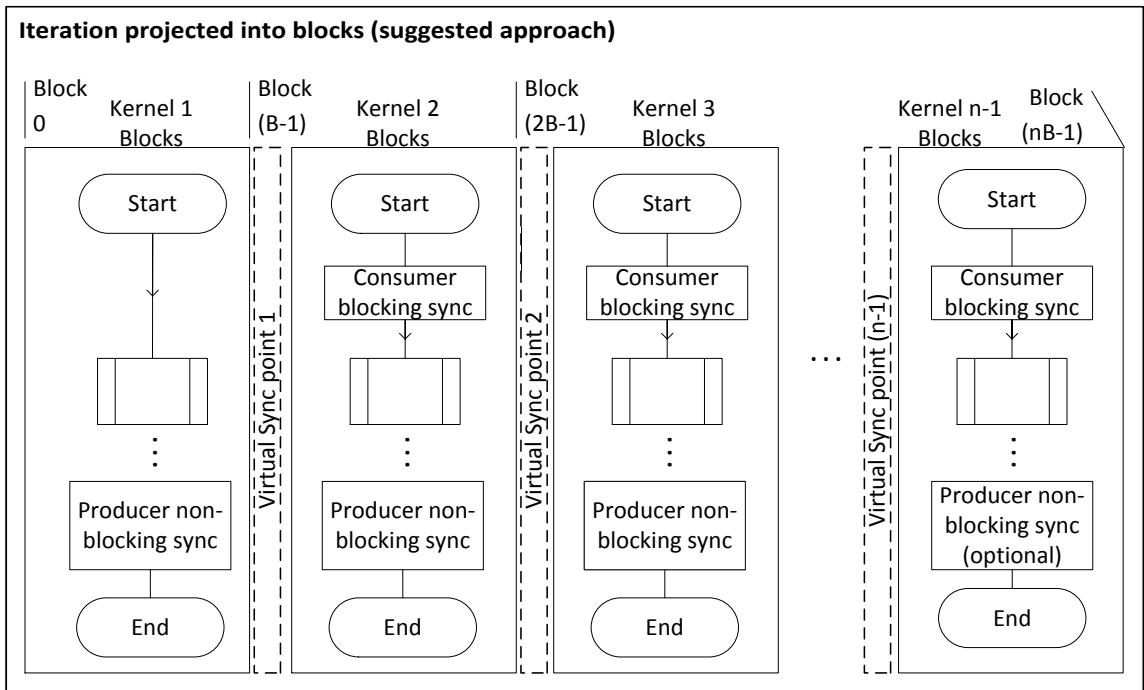 Iteration projected into blocks (suggested approach)
Block
0
Kernel 1
Blocks
Block
(B-1)
Kernel 2
Blocks
Block
(2B-1)
Kernel 3
Blocks
Kernel n-1
Blocks
Block
(nB-1)
Start
Producer non-
blocking sync
End
Virtual Sync point 1
Start
Consumer
blocking sync
Producer non-
blocking sync
End
Virtual Sync point 2
Start
Consumer
blocking sync
Producer non-
blocking sync
End
...
Virtual Sync point (n-1)
Start
Consumer
blocking sync
Producer non-
blocking sync
(optional)
End